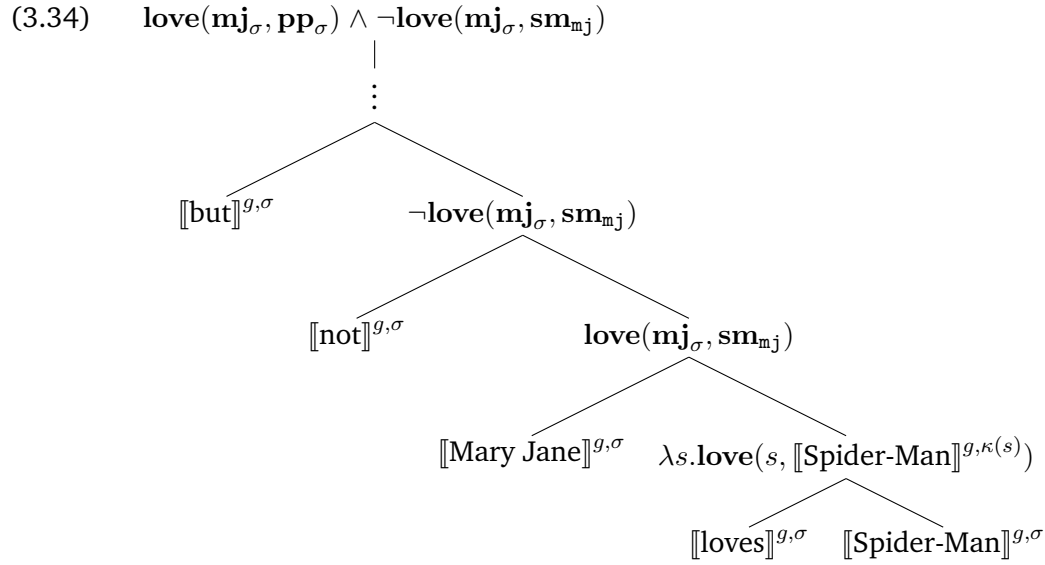 (3.34) love(mj_σ, pp_σ) ∧ ¬love(mj_σ, sm_mj)
⋮
⟦but⟧^{g,σ} ¬love(mj_σ, sm_mj)
⟦not⟧^{g,σ} love(mj_σ, sm_mj)
⟦Mary Jane⟧^{g,σ} λs.love(s, ⟦Spider-Man⟧^{g,κ(s)})
⟦loves⟧^{g,σ} ⟦Spider-Man⟧^{g,σ}